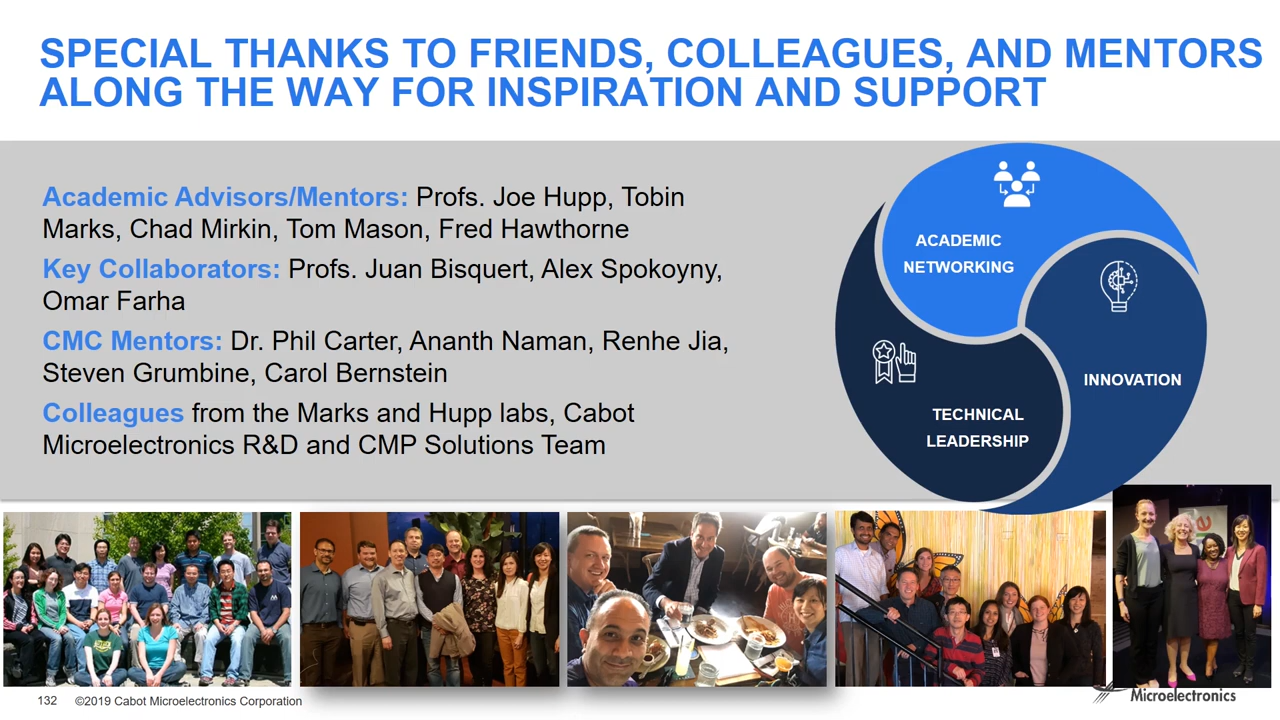 SPECIAL THANKS TO FRIENDS, COLLEAGUES, AND MENTORS
ALONG THE WAY FOR INSPIRATION AND SUPPORT
Academic Advisors/Mentors: Profs. Joe Hupp, Tobin
Marks, Chad Mirkin, Tom Mason, Fred Hawthorne
Key Collaborators: Profs. Juan Bisquert, Alex Spokoyny,
Omar Farha
CMC Mentors: Dr. Phil Carter, Ananth Naman, Renhe Jia,
Steven Grumbine, Carol Bernstein
Colleagues from the Marks and Hupp labs, Cabot
Microelectronics R&D and CMP Solutions Team
ACADEMIC
NETWORKING
INNOVATION
TECHNICAL
LEADERSHIP
132
©2019 Cabot Microelectronics Corporation
Microelectronics